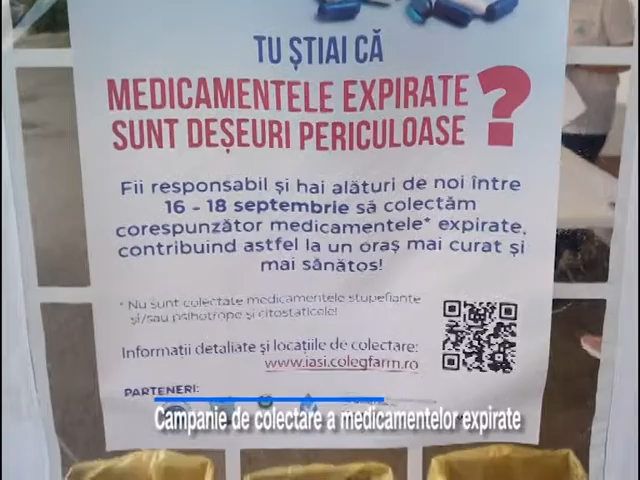 TU ȘTIAI CĂ
MEDICAMENTELE EXPIRATE
SUNT DEȘEURI PERICULOASE ?
Fii responsabil și hai alături de noi între
16 - 18 septembrie să colectăm
corespunzător medicamentele* expirate,
contribuind astfel la un oraș mai curat și
mai sănătos!
* Nu sunt colectate medicamentele stupefiante
și/sau psihotrope și citostaticele!
Informații detaliate și locațiile de colectare:
www.iasi.colegfarm.ro
PARTENERI:
Campanie de colectare a medicamentelor expirate